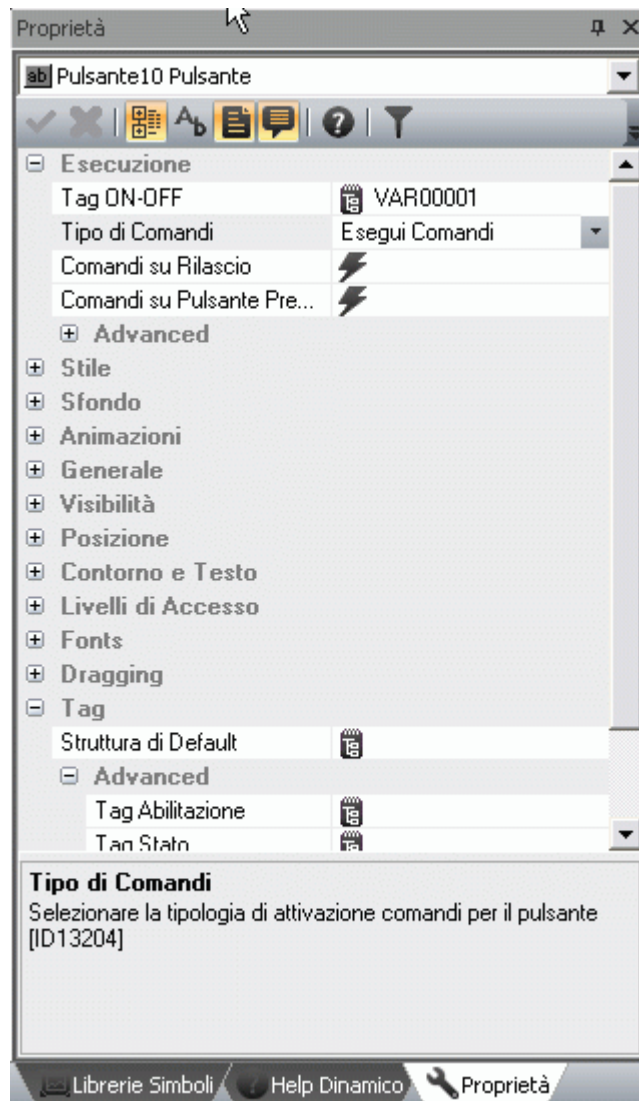 Proprietà
ab Pulsante10 Pulsante
Ab
Esecuzione
Tag ON-OFF VAR00001
Tipo di Comandi Esegui Comandi
Comandi su Rilascio
Comandi su Pulsante Pre...
Advanced
Stile
Sfondo
Animazioni
Generale
Visibilità
Posizione
Contorno e Testo
Livelli di Accesso
Fonts
Dragging
Tag
Struttura di Default
Advanced
Tag Abilitazione
Tag Stato
Tipo di Comandi
Selezionare la tipologia di attivazione comandi per il pulsante
[ID13204]
Librerie Simboli Help Dinamico Proprietà